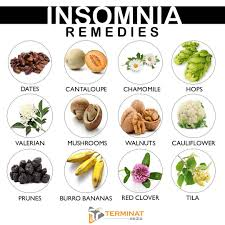 INSOMNIA
REMEDIES
DATES
CANTALOUPE
CHAMOMILE
HOPS
VALERIAN
MUSHROOMS
WALNUTS
CAULIFLOWER
PRUNES
BURRO BANANAS
RED CLOVER
TILA
TERMINAT